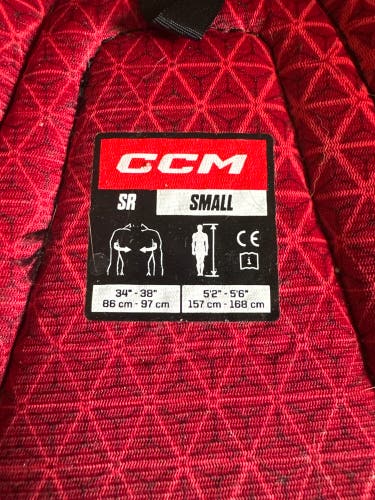 CCM
SR SMALL
CE
i
34" - 38" 5'2" - 5'6"
86 cm - 97 cm 157 cm - 168 cm